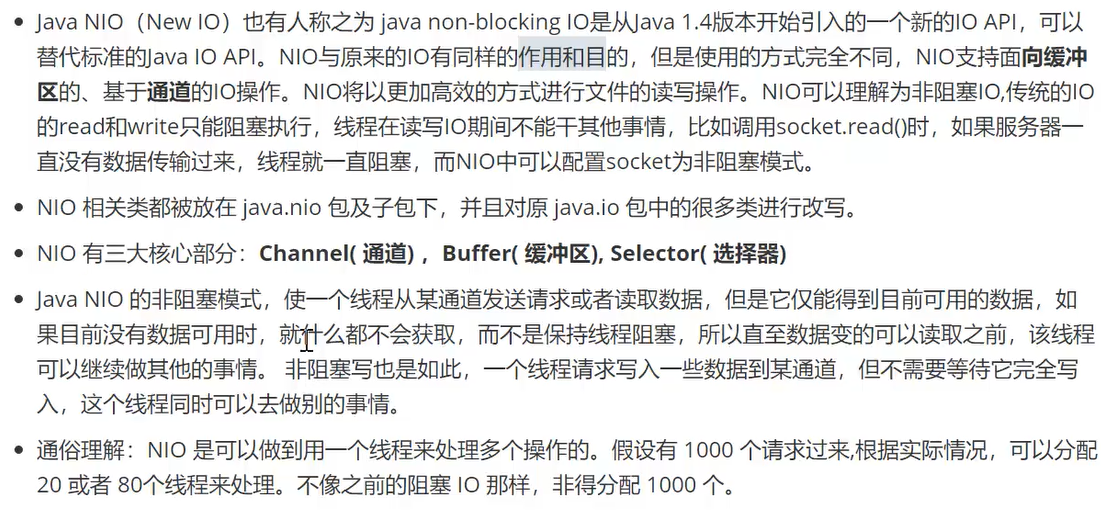 • Java NIO（New IO）也有人称之为 java non-blocking IO是从Java 1.4版本开始引入的一个新的IO API，可以
替代标准的Java IO API。NIO与原来的IO有同样的作用和目的，但是使用的方式完全不同，NIO支持面向缓冲
区的、基于通道的IO操作。NIO将以更加高效的方式进行文件的读写操作。NIO可以理解为非阻塞IO,传统的IO
的read和write只能阻塞执行，线程在读写IO期间不能干其他事情，比如调用socket.read()时，如果服务器一
直没有数据传输过来，线程就一直阻塞，而NIO中可以配置socket为非阻塞模式。
• NIO 相关类都被放在 java.nio 包及子包下，并且对原 java.io 包中的很多类进行改写。
• NIO 有三大核心部分：Channel( 通道) ，Buffer( 缓冲区), Selector( 选择器)
• Java NIO 的非阻塞模式，使一个线程从某通道发送请求或者读取数据，但是它仅能得到目前可用的数据，如
果目前没有数据可用时，就什么都不会获取，而不是保持线程阻塞，所以直至数据变的可以读取之前，该线程
可以继续做其他的事情。 非阻塞写也是如此，一个线程请求写入一些数据到某通道，但不需要等待它完全写
入，这个线程同时可以去做别的事情。
• 通俗理解：NIO 是可以做到用一个线程来处理多个操作的。假设有 1000 个请求过来,根据实际情况，可以分配
20 或者 80个线程来处理。不像之前的阻塞 IO 那样，非得分配 1000 个。